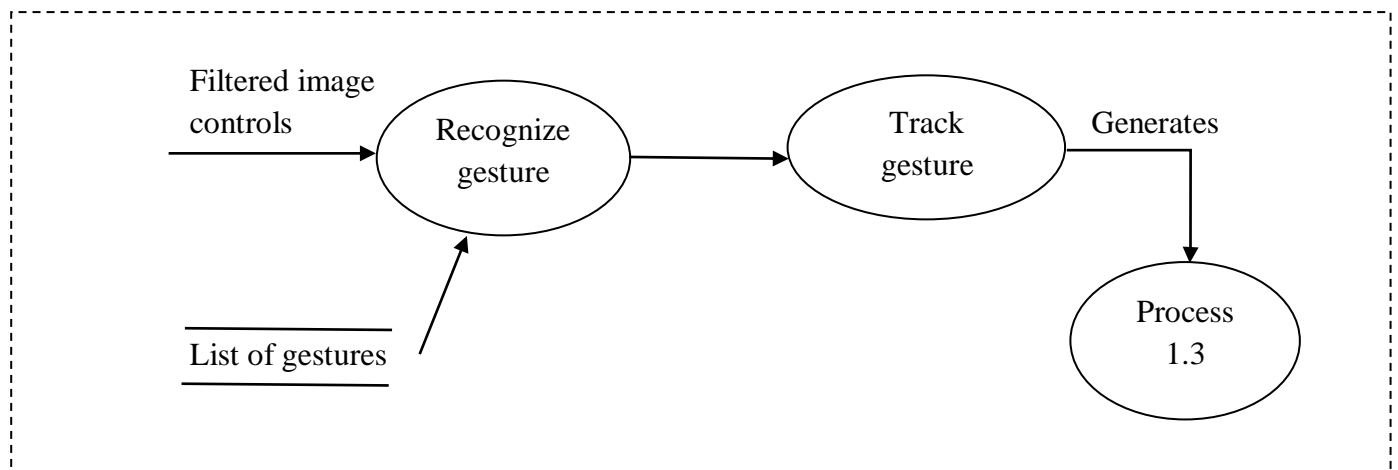 Filtered image
controls
Recognize
gesture
Track
gesture
Generates
List of gestures
Process
1.3